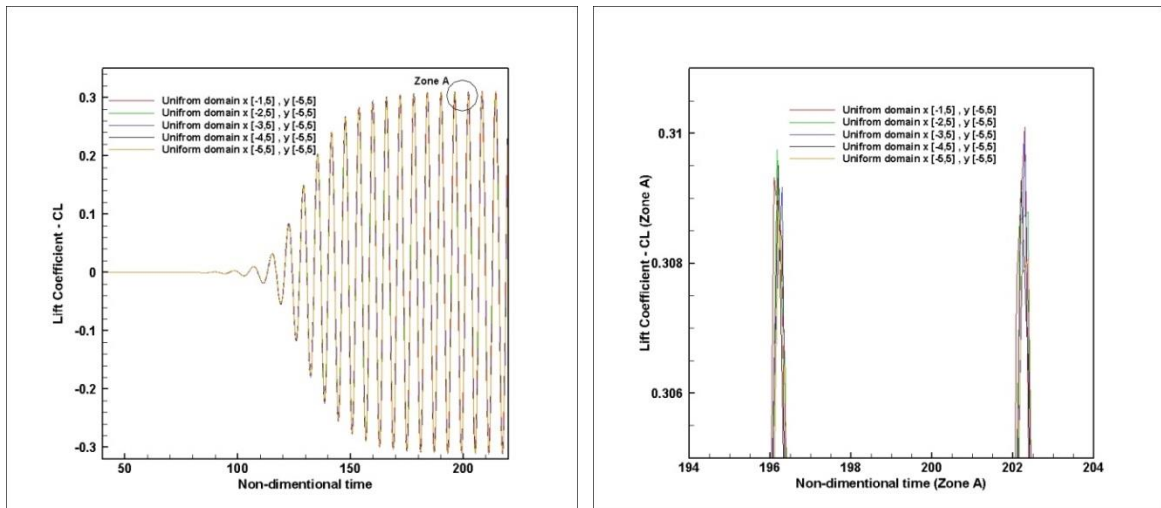 Zone A
Unifrom domain x [-1,5] , y [-5,5]
Unifrom domain x [-2,5] , y [-5,5]
Unifrom domain x [-3,5] , y [-5,5]
Unifrom domain x [-4,5] , y [-5,5]
Uniform domain x [-5,5] , y [-5,5]
0.3
0.2
0.1
0
-0.1
-0.2
-0.3
Lift Coefficient - CL
50
100
150
200
Non-dimentional time
Unifrom domain x [-1,5] , y [-5,5]
Unifrom domain x [-2,5] , y [-5,5]
Unifrom domain x [-3,5] , y [-5,5]
Unifrom domain x [-4,5] , y [-5,5]
Uniform domain x [-5,5] , y [-5,5]
0.31
0.308
0.306
Lift Coefficient - CL (Zone A)
194
196
198
200
202
204
Non-dimentional time (Zone A)